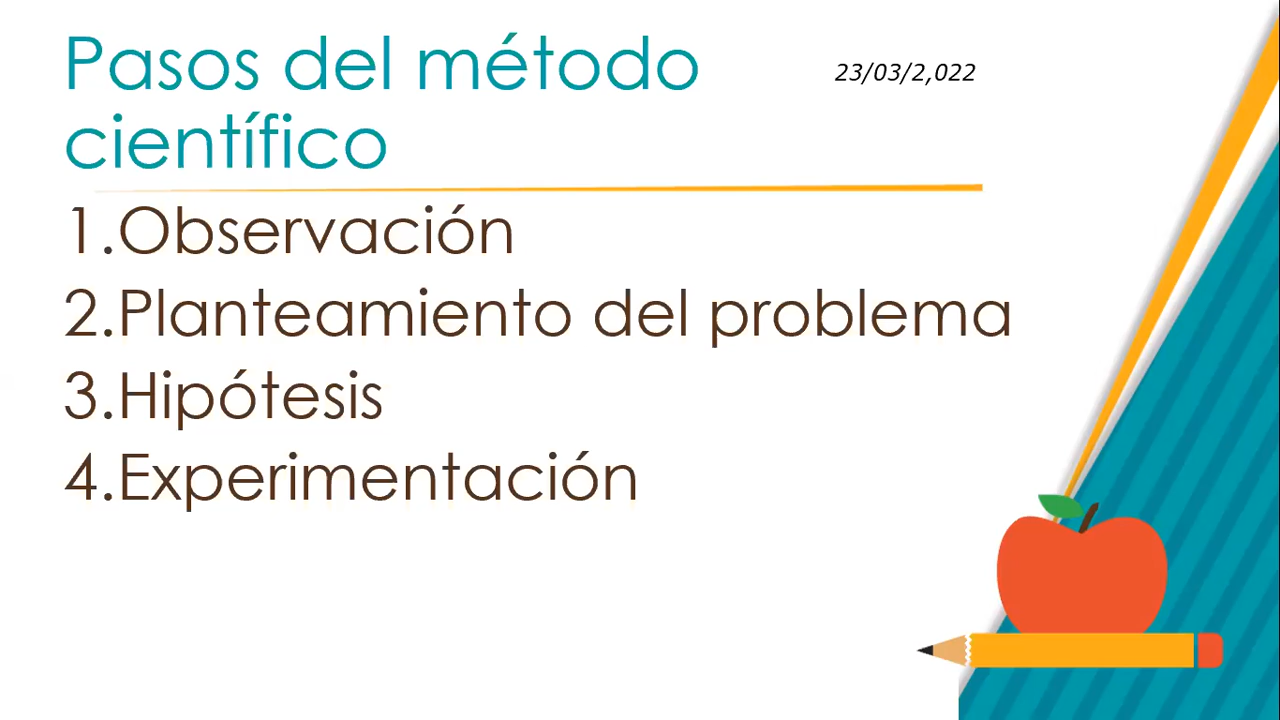 Pasos del método
científico
23/03/2,022
1.Observación
2.Planteamiento del problema
3.Hipótesis
4.Experimentación